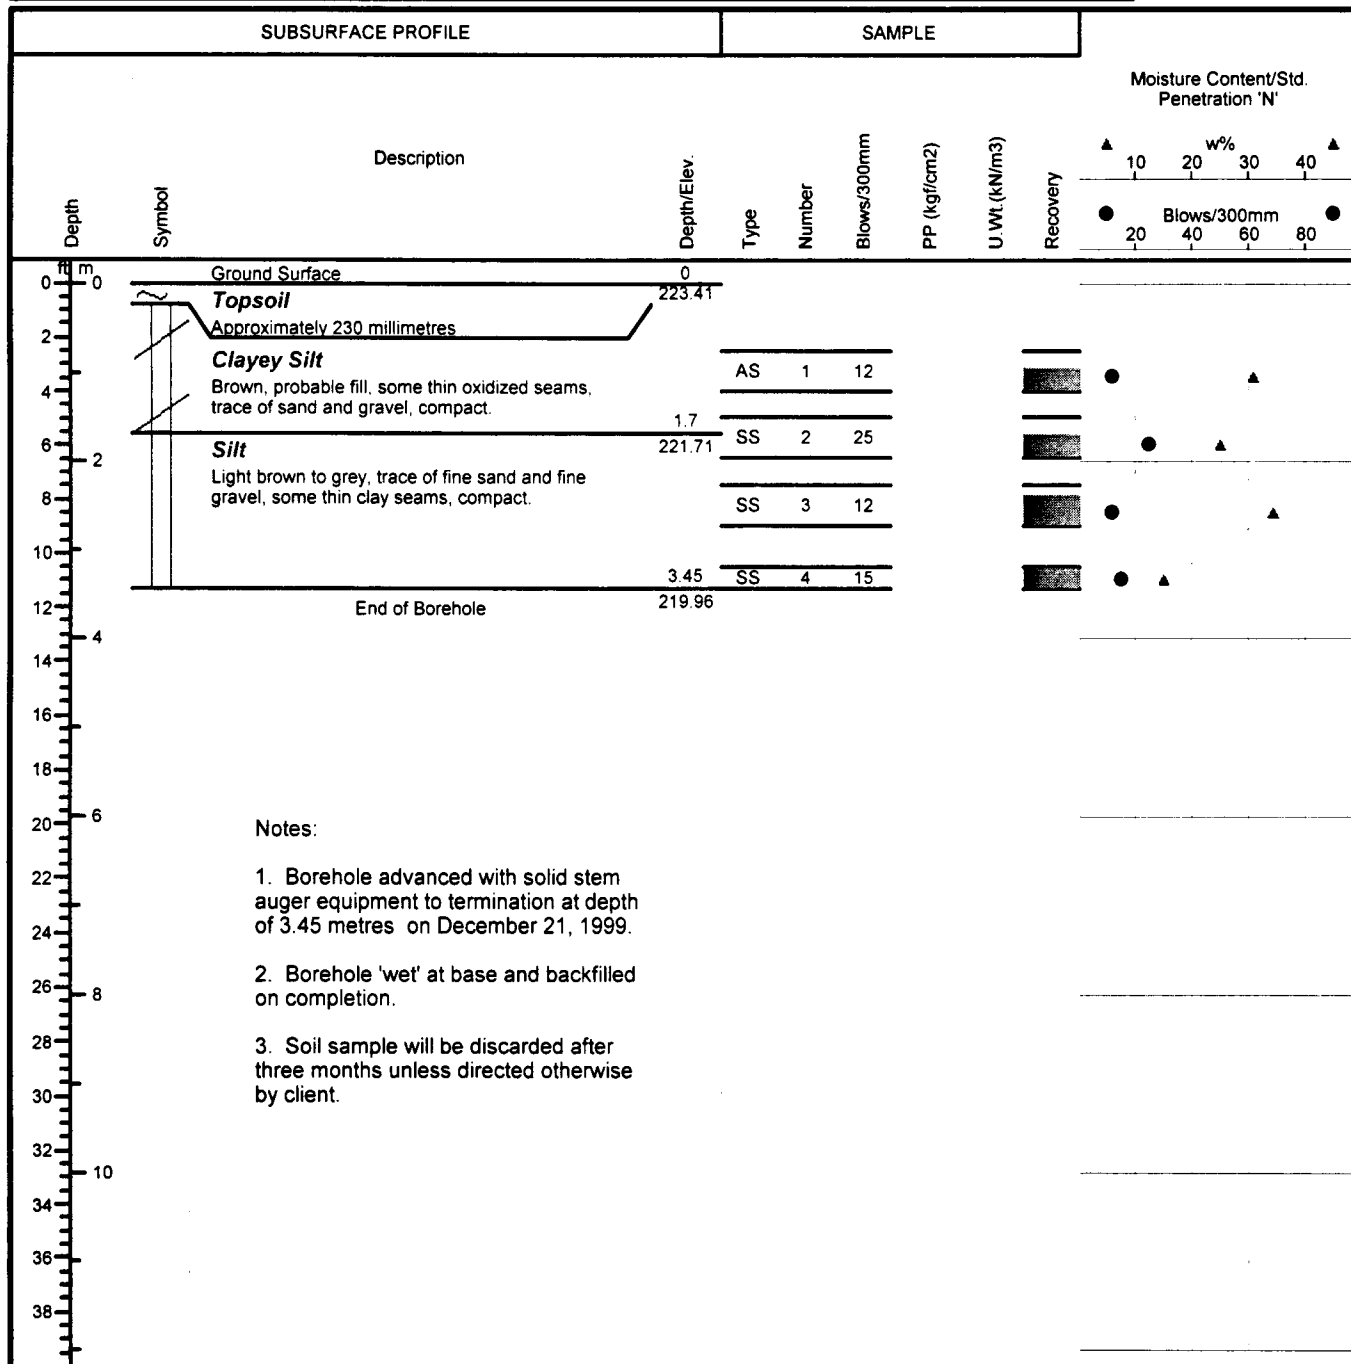 SUBSURFACE PROFILE
SAMPLE
Moisture Content/Std.
Penetration 'N'
w%
10 20 30 40
Blows/300mm
20 40 60 80
Depth
Symbol
Description
Depth/Elev.
Type
Number
Blows/300mm
PP (kgf/cm2)
U.Wt.(kN/m3)
Recovery
ft m
0 0
Ground Surface
0
223.41
Topsoil
Approximately 230 millimetres
2
Clayey Silt
Brown, probable fill, some thin oxidized seams,
trace of sand and gravel, compact.
AS 1 12
4
1.7
221.71
SS 2 25
6
2
Silt
Light brown to grey, trace of fine sand and fine
gravel, some thin clay seams, compact.
8
SS 3 12
10
3.45
SS 4 15
219.96
End of Borehole
12
4
14
16
18
6
20
22
24
26
8
28
30
32
10
34
36
38
Notes:
1. Borehole advanced with solid stem
auger equipment to termination at depth
of 3.45 metres on December 21, 1999.
2. Borehole 'wet' at base and backfilled
on completion.
3. Soil sample will be discarded after
three months unless directed otherwise
by client.